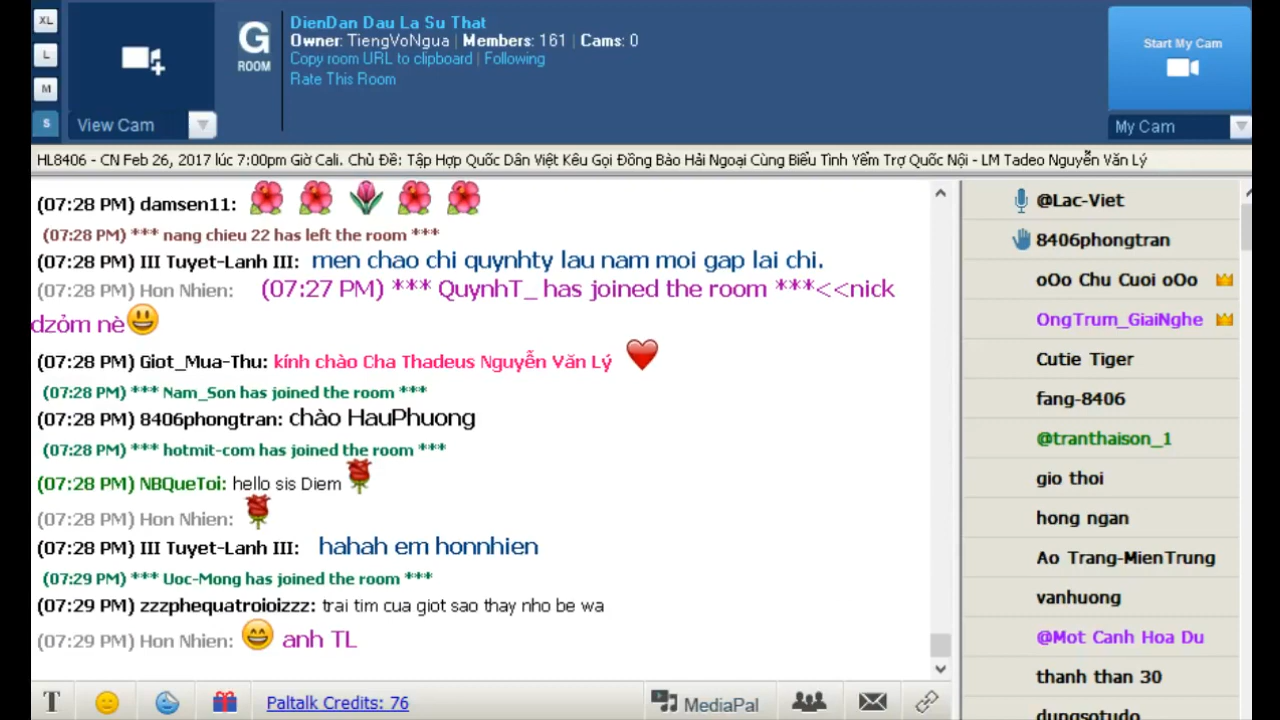 XL
L
M
S
View Cam
G
ROOM
DienDan Dau La Su That
Owner: TiengVoNgua | Members: 161 | Cams: 0
Copy room URL to clipboard | Following
Rate This Room
Start My Cam
My Cam
HL8406 - CN Feb 26, 2017 lúc 7:00pm Giờ Cali. Chủ Đề: Tập Hợp Quốc Dân Việt Kêu Gọi Đồng Bào Hải Ngoại Cùng Biểu Tình Yểm Trợ Quốc Nội - LM Tadeo Nguyễn Văn Lý
(07:28 PM) damsen11:
(07:28 PM) *** nang chieu 22 has left the room ***
(07:28 PM) III Tuyet-Lanh III: men chao chi quynhty lau nam moi gap lai chi.
(07:28 PM) Hon Nhien: (07:27 PM) *** QuynhT_ has joined the room ***<<nick
dzỏm nè
(07:28 PM) Giot_Mua-Thu: kính chào Cha Thadeus Nguyễn Văn Lý
(07:28 PM) *** Nam_Son has joined the room ***
(07:28 PM) 8406phongtran: chào HauPhuong
(07:28 PM) *** hotmit-com has joined the room ***
(07:28 PM) NBQueToi: hello sis Diem
(07:28 PM) Hon Nhien:
(07:28 PM) III Tuyet-Lanh III: hahah em honnhien
(07:29 PM) *** Uoc-Mong has joined the room ***
(07:29 PM) zzzphequatroioizzz: trai tim cua giot sao thay nho be wa
(07:29 PM) Hon Nhien: anh TL
@Lac-Viet
8406phongtran
oOo Chu Cuoi oOo
OngTrum_GiaiNghe
Cutie Tiger
fang-8406
@tranthaison_1
gio thoi
hong ngan
Ao Trang-MienTrung
vanhuong
@Mot Canh Hoa Du
thanh than 30
dungsotudo
T
Paltalk Credits: 76
MediaPal